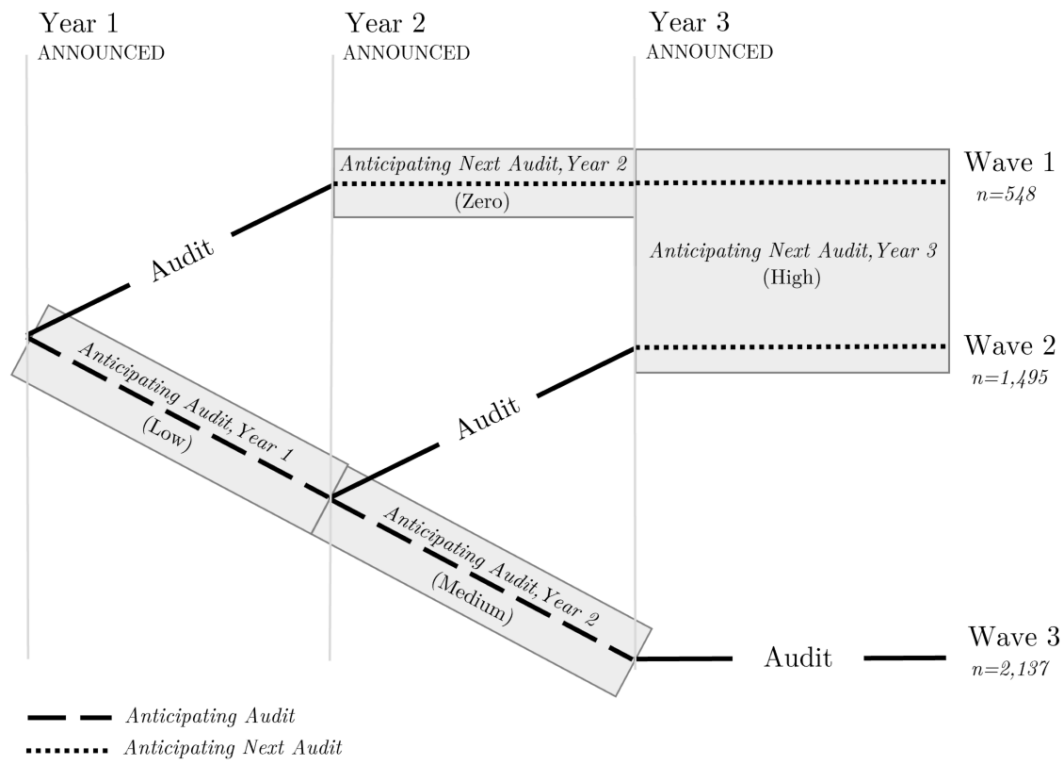 Year 1
ANNOUNCED
Year 2
ANNOUNCED
Year 3
ANNOUNCED
Anticipating Next Audit, Year 2
(Zero)
Wave 1
n=548
Audit
Anticipating Next Audit, Year 3
(High)
Anticipating Audit, Year 1
(Low)
Wave 2
n=1,495
Audit
Anticipating Audit, Year 2
(Medium)
Wave 3
n=2,137
Audit
Anticipating Audit
Anticipating Next Audit